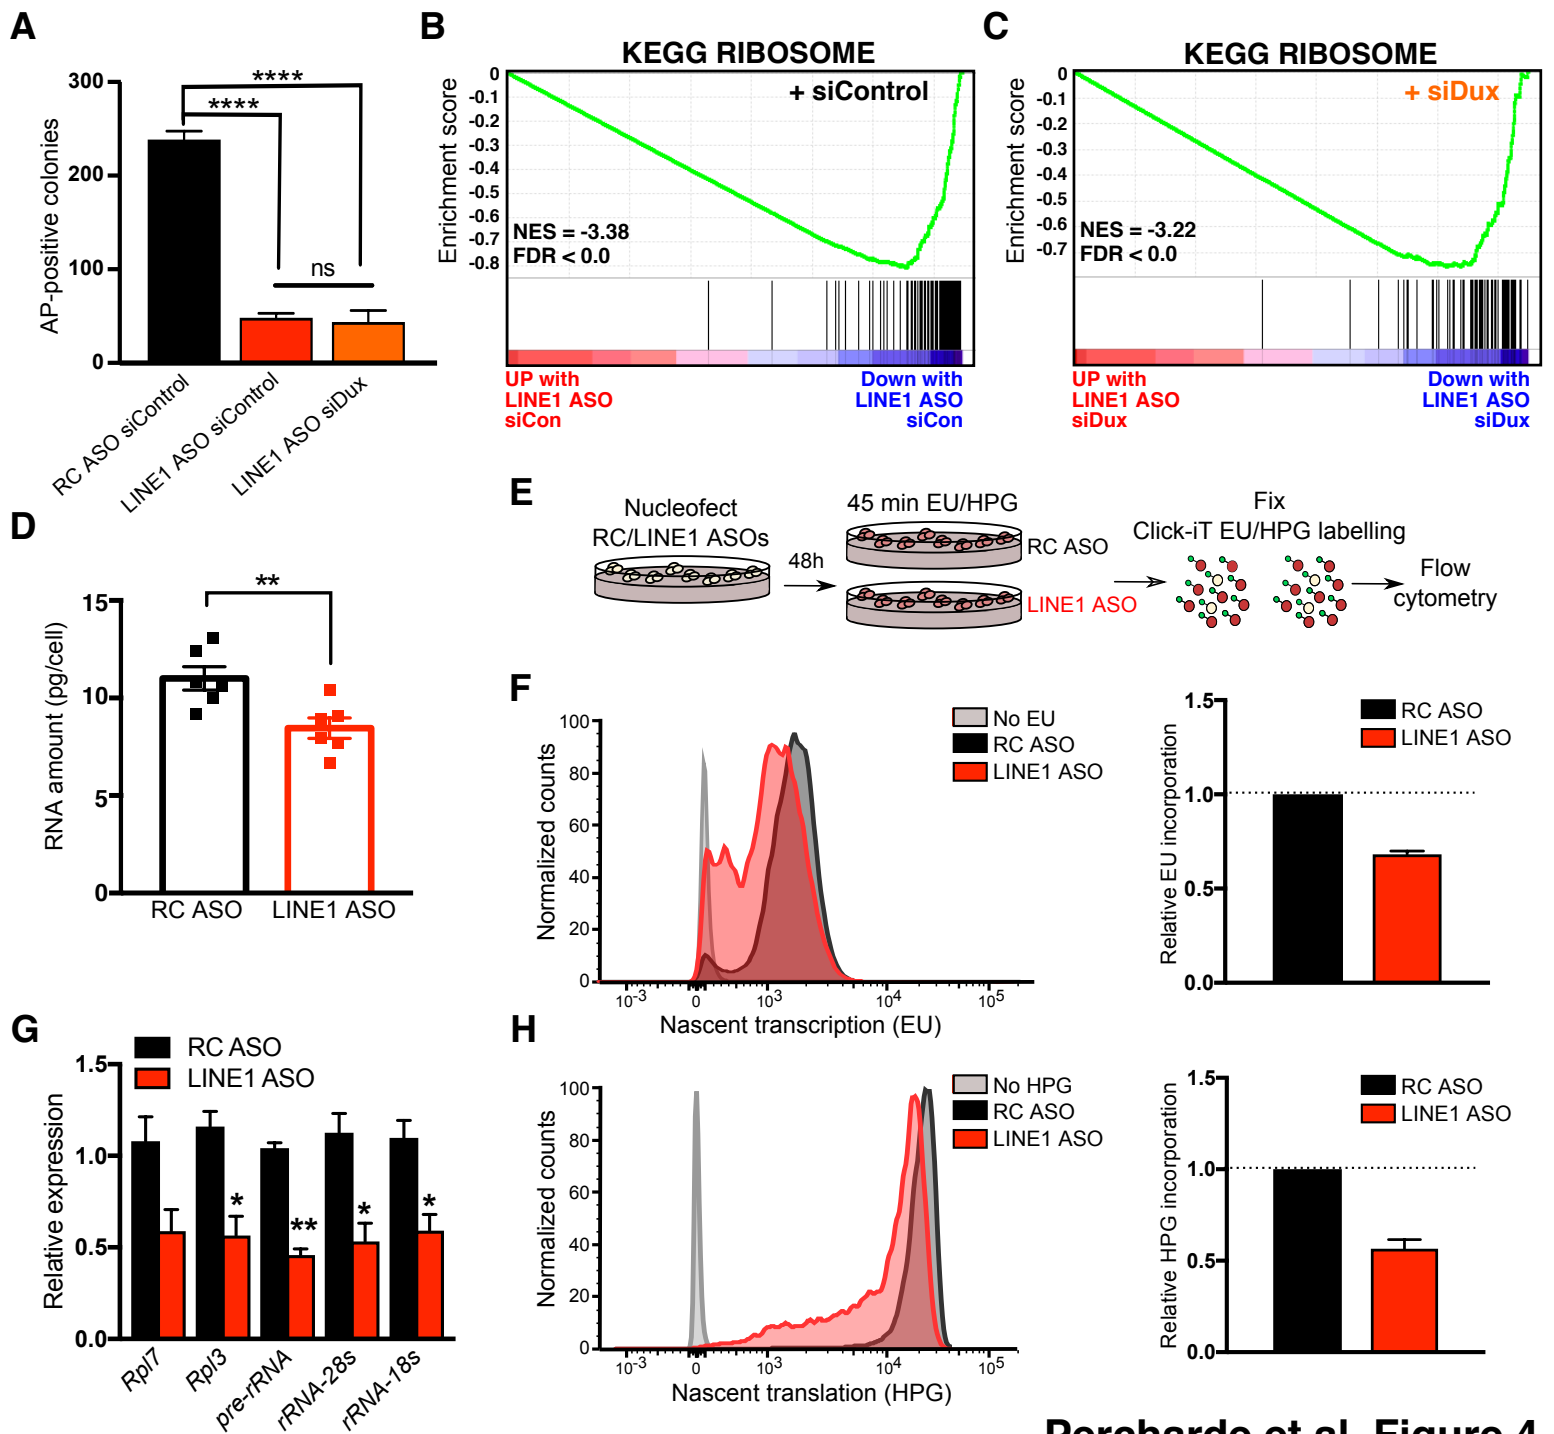 A
300
200
100
0
AP-positive colonies
****
****
ns
RC ASO siControl
LINE1 ASO siControl
LINE1 ASO siDux
B
KEGG RIBOSOME
+ siControl
Enrichment score
0
-0.1
-0.2
-0.3
-0.4
-0.5
-0.6
-0.7
-0.8
NES = -3.38
FDR < 0.0
UP with
LINE1 ASO
siCon
Down with
LINE1 ASO
siCon
C
KEGG RIBOSOME
+ siDux
Enrichment score
0
-0.1
-0.2
-0.3
-0.4
-0.5
-0.6
-0.7
NES = -3.22
FDR < 0.0
UP with
LINE1 ASO
siDux
Down with
LINE1 ASO
siDux
D
15
10
5
0
RNA amount (pg/cell)
**
RC ASO
LINE1 ASO
E
Nucleofect
RC/LINE1 ASOs
48h
45 min EU/HPG
RC ASO
LINE1 ASO
Fix
Click-iT EU/HPG labelling
Flow
cytometry
F
Normalized counts
100
80
60
40
20
0
10-3
0
103
104
105
Nascent transcription (EU)
No EU
RC ASO
LINE1 ASO
Relative EU incorporation
1.5
1.0
0.5
0.0
RC ASO
LINE1 ASO
G
RC ASO
LINE1 ASO
Relative expression
1.5
1.0
0.5
0.0
*
**
*
*
Rpl7
Rpl3
pre-rRNA
rRNA-28s
rRNA-18s
H
Normalized counts
100
80
60
40
20
0
10-3
0
103
104
105
Nascent translation (HPG)
No HPG
RC ASO
LINE1 ASO
Relative HPG incorporation
1.5
1.0
0.5
0.0
RC ASO
LINE1 ASO
et al. Figure 4